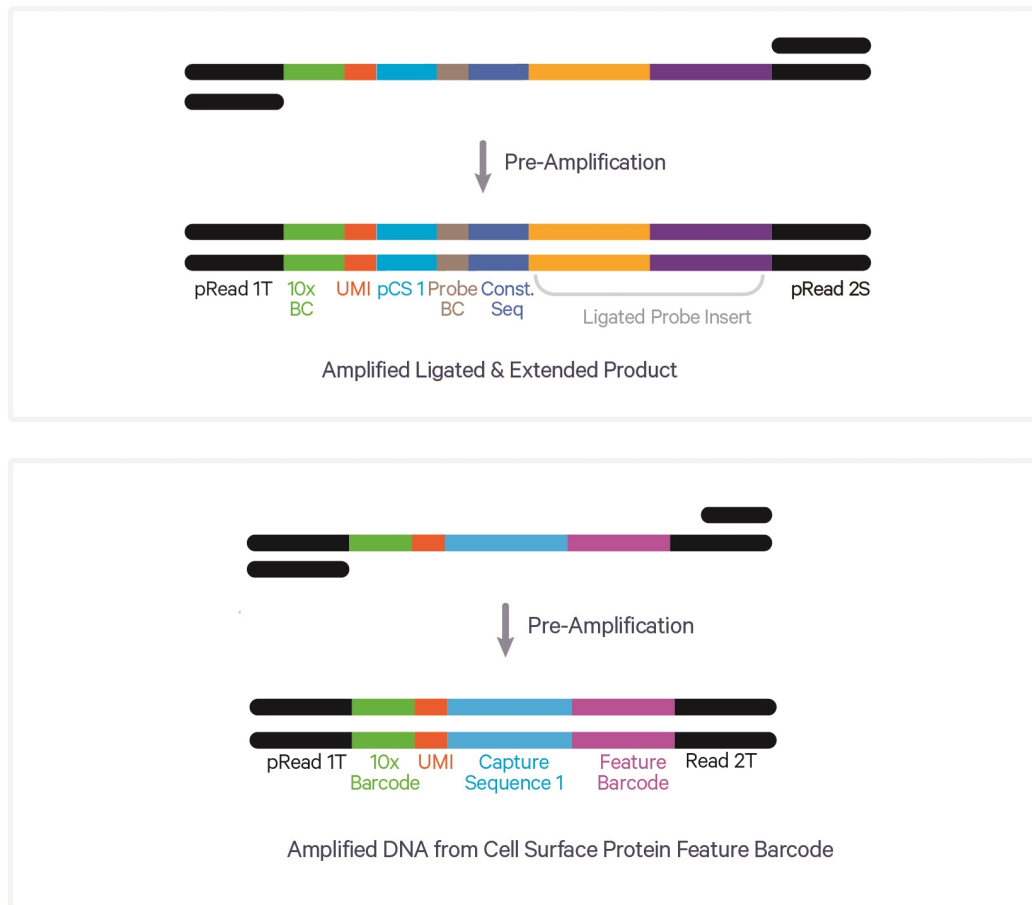 Pre-Amplification
pRead 1T 10x UMI pCS 1 Probe Const. pRead 2S
BC BC Seq
Ligated Probe Insert
Amplified Ligated & Extended Product
Pre-Amplification
pRead 1T 10x UMI Capture Feature Read 2T
Barcode Sequence 1 Barcode
Amplified DNA from Cell Surface Protein Feature Barcode